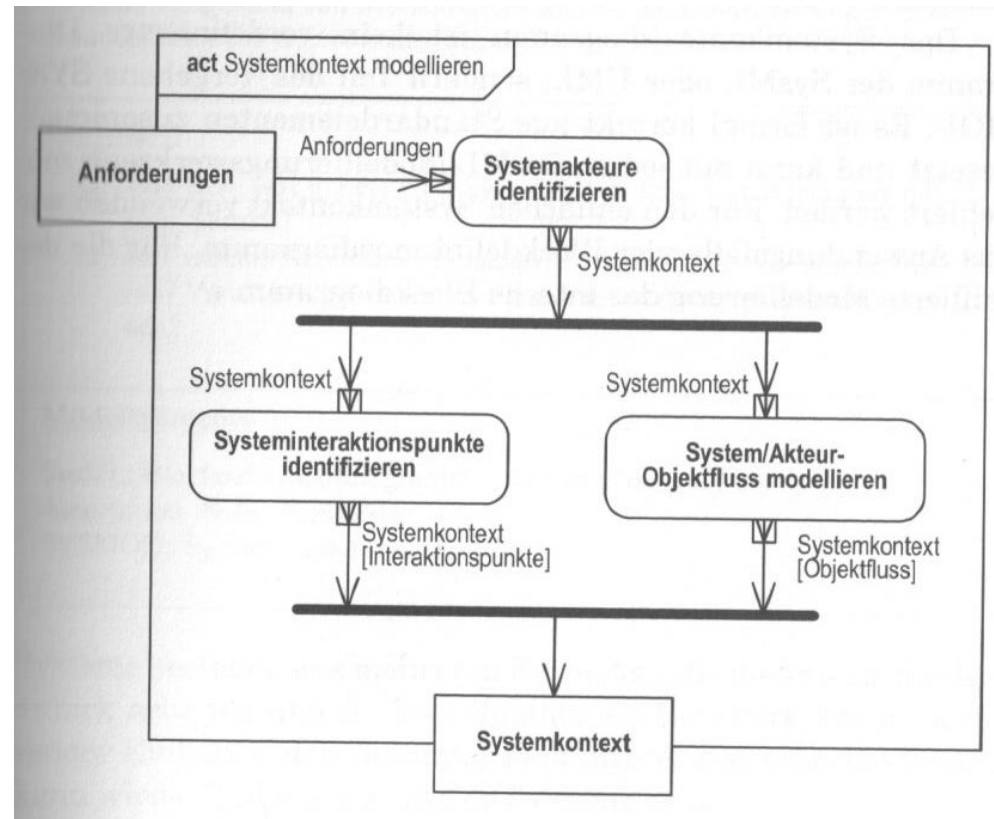 act Systemkontext modellieren
Anforderungen
Anforderungen
Systemakteure
identifizieren
Systemkontext
Systemkontext
Systemkontext
Systeminteraktionspunkte
identifizieren
System/Akteur-
Objektfluss modellieren
Systemkontext
[Interaktionspunkte]
Systemkontext
[Objektfluss]
Systemkontext